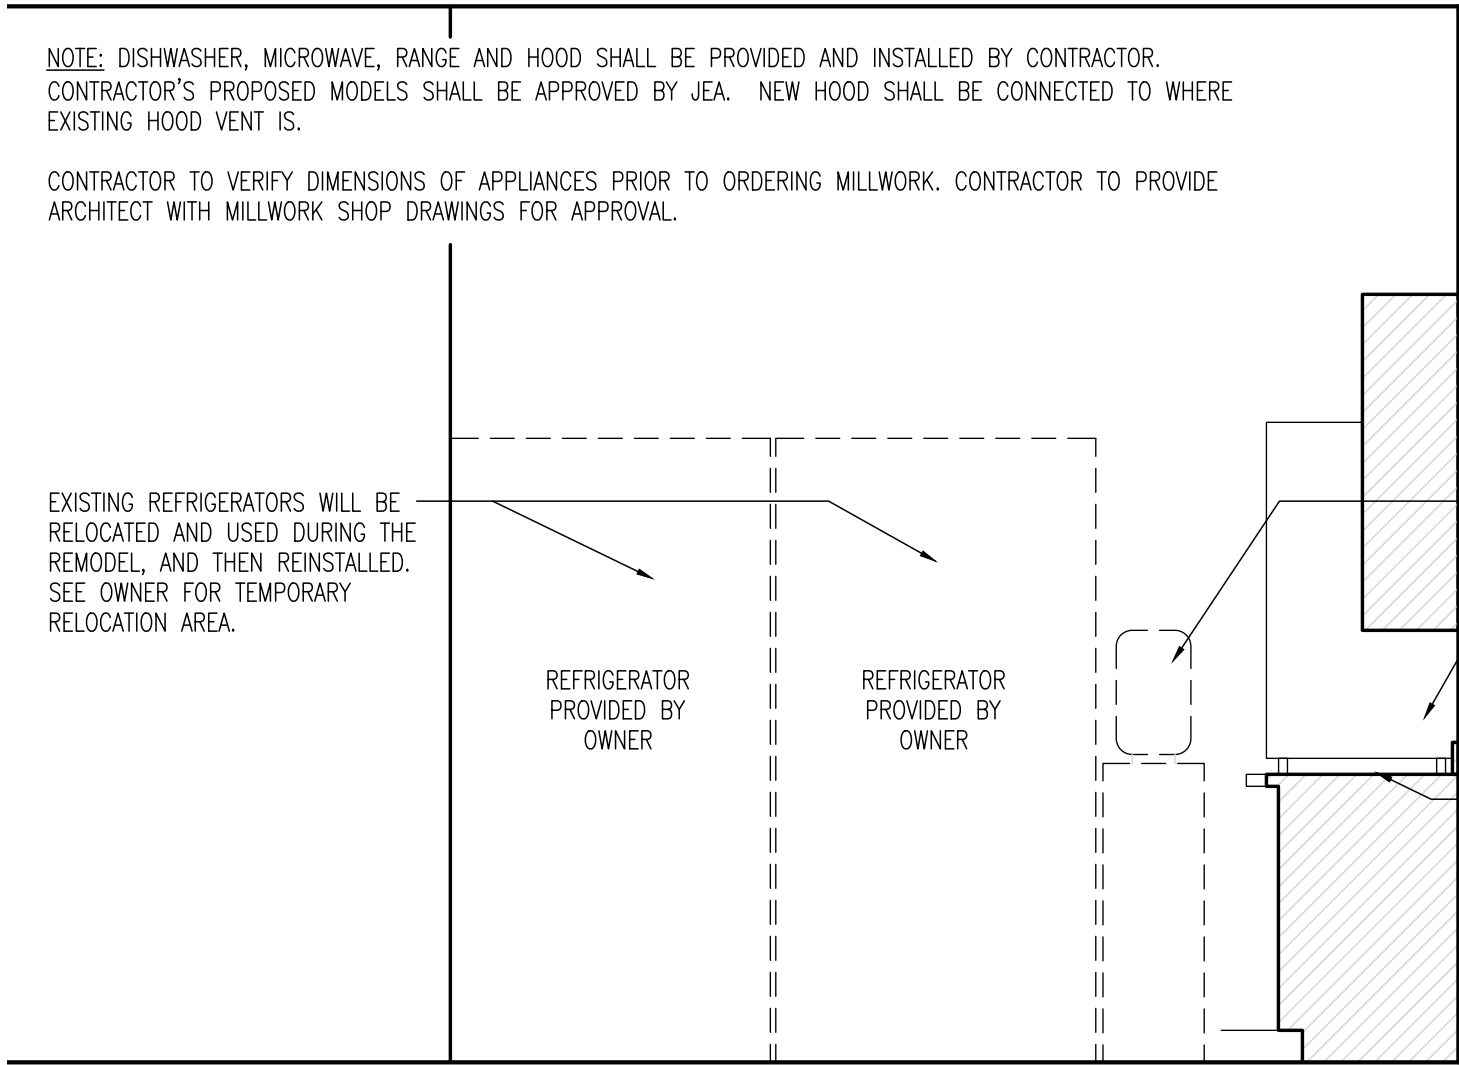 NOTE: DISHWASHER, MICROWAVE, RANGE AND HOOD SHALL BE PROVIDED AND INSTALLED BY CONTRACTOR.
CONTRACTOR'S PROPOSED MODELS SHALL BE APPROVED BY JEA. NEW HOOD SHALL BE CONNECTED TO WHERE
EXISTING HOOD VENT IS.
CONTRACTOR TO VERIFY DIMENSIONS OF APPLIANCES PRIOR TO ORDERING MILLWORK. CONTRACTOR TO PROVIDE
ARCHITECT WITH MILLWORK SHOP DRAWINGS FOR APPROVAL.
EXISTING REFRIGERATORS WILL BE
RELOCATED AND USED DURING THE
REMODEL, AND THEN REINSTALLED.
SEE OWNER FOR TEMPORARY
RELOCATION AREA.
REFRIGERATOR
PROVIDED BY
OWNER
REFRIGERATOR
PROVIDED BY
OWNER